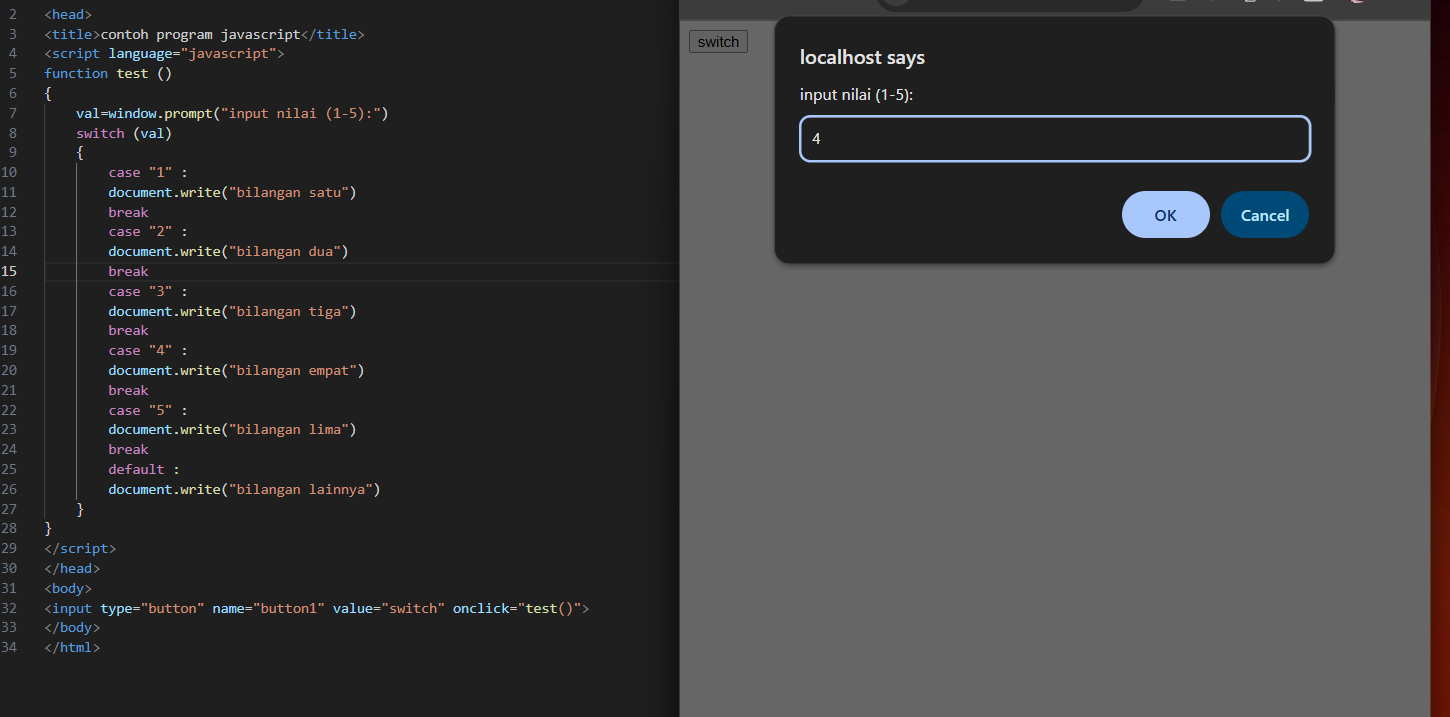 2 <head>
3 <title>contoh program javascript</title>
4 <script language="javascript">
5 function test ()
6 {
7 val=window.prompt("input nilai (1-5):")
8 switch (val)
9 {
10 case "1" :
11 document.write("bilangan satu")
12 break
13 case "2" :
14 document.write("bilangan dua")
15 break
16 case "3" :
17 document.write("bilangan tiga")
18 break
19 case "4" :
20 document.write("bilangan empat")
21 break
22 case "5" :
23 document.write("bilangan lima")
24 break
25 default :
26 document.write("bilangan lainnya")
27 }
28 }
29 </script>
30 </head>
31 <body>
32 <input type="button" name="button1" value="switch" onclick="test()">
33 </body>
34 </html>
switch
localhost says
input nilai (1-5):
4
OK Cancel